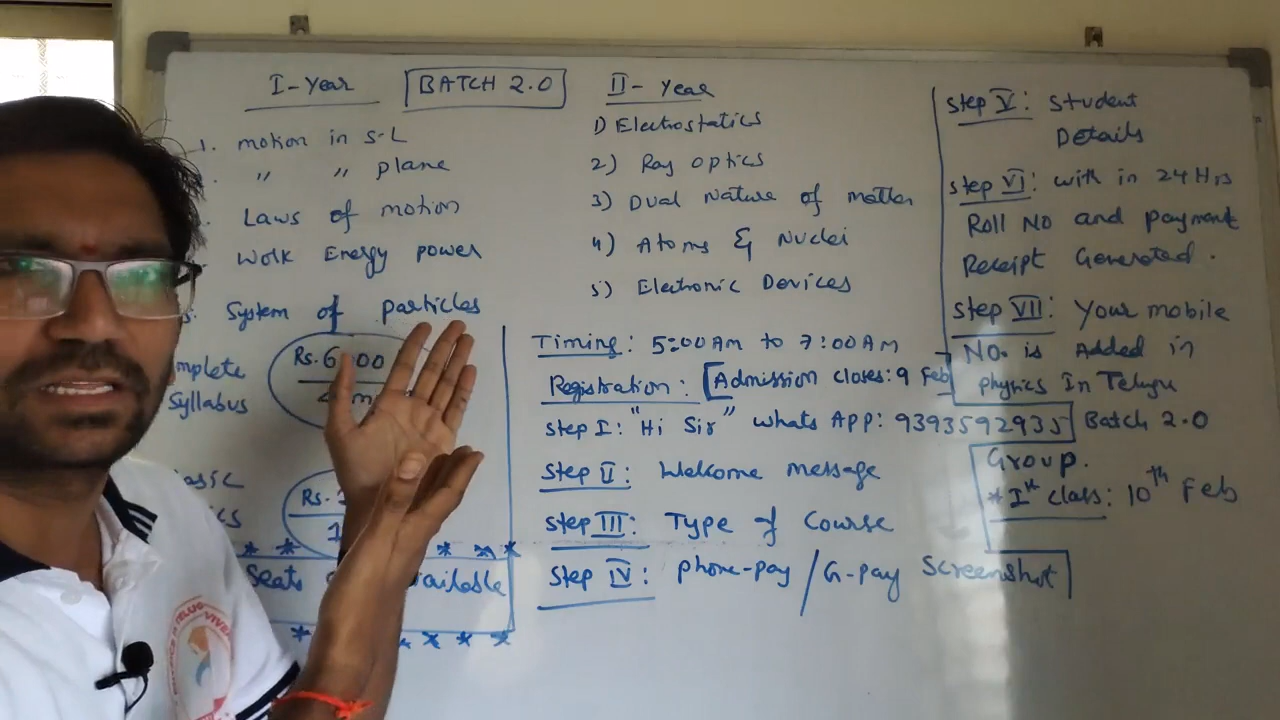 I-Year
BATCH 2.0
1. motion in S-L
" " plane
Laws of motion
Work Energy power
System of particles
Syllabus
Rs.
Rs.
Seats
II-Year
1) Electrostatics
2) Ray optics
3) Dual Nature of matter
4) Atoms & Nuclei
5) Electronic Devices
Timing: 5:00 Am to 7:00 AM
Registration: [Admission closes: 9 Feb]
Step I: "Hi Sir" whats App: 9393592935
Step II: Welcome message
Step III: Type of Course
Step IV: phone-pay / G-pay Screenshot
Step V: Student
Details
Step VI: with in 24 Hrs
Roll No and payment
Receipt Generated.
Step VII: Your mobile
No. is Added in
physics In Telugu
Batch 2.0
Group.
*Ist class: 10th Feb